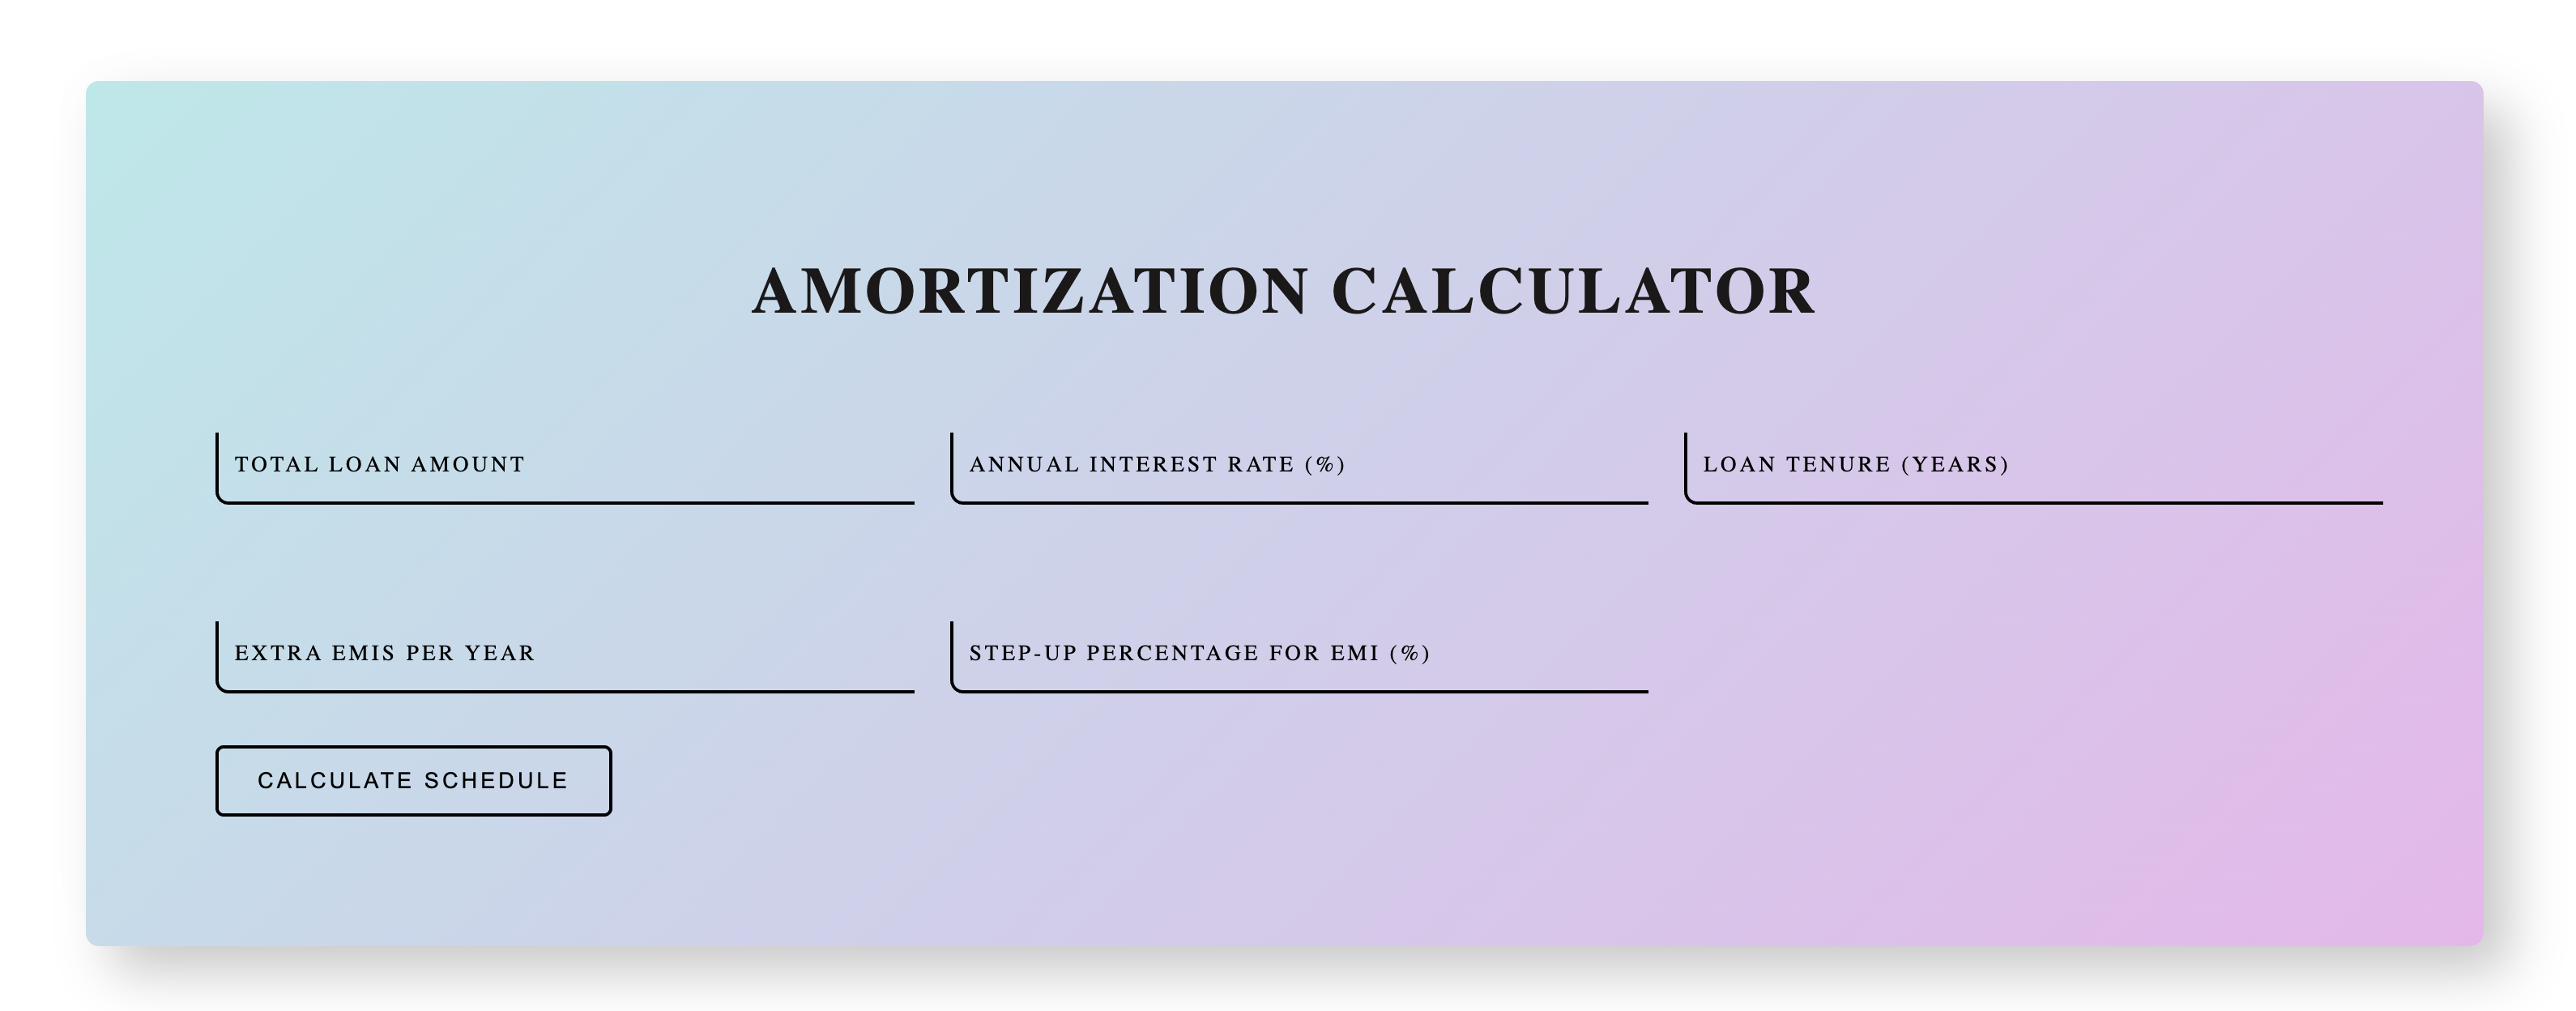 AMORTIZATION CALCULATOR
TOTAL LOAN AMOUNT
ANNUAL INTEREST RATE (%)
LOAN TENURE (YEARS)
EXTRA EMIS PER YEAR
STEP-UP PERCENTAGE FOR EMI (%)
CALCULATE SCHEDULE